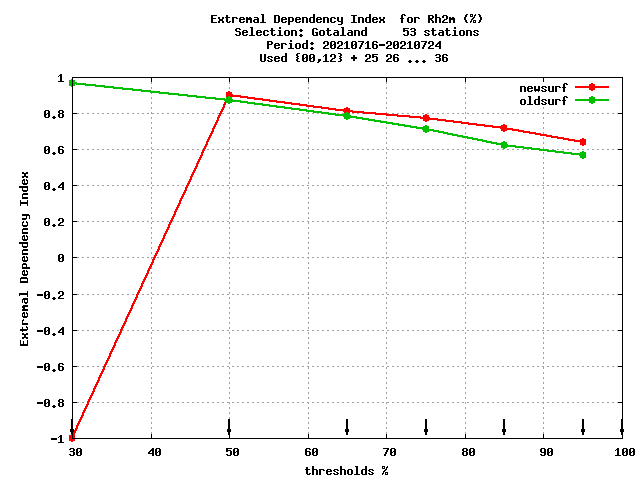 Extremal Dependency Index  for Rh2m (%)
Selection: Gotaland     53 stations
Period: 20210716-20210724
Used {00,12} + 25 26 ... 36
newsurf
oldsurf
1
0.8
0.6
0.4
0.2
0
-0.2
-0.4
-0.6
-0.8
-1
Extremal Dependency Index
30 40 50 60 70 80 90 100
thresholds %